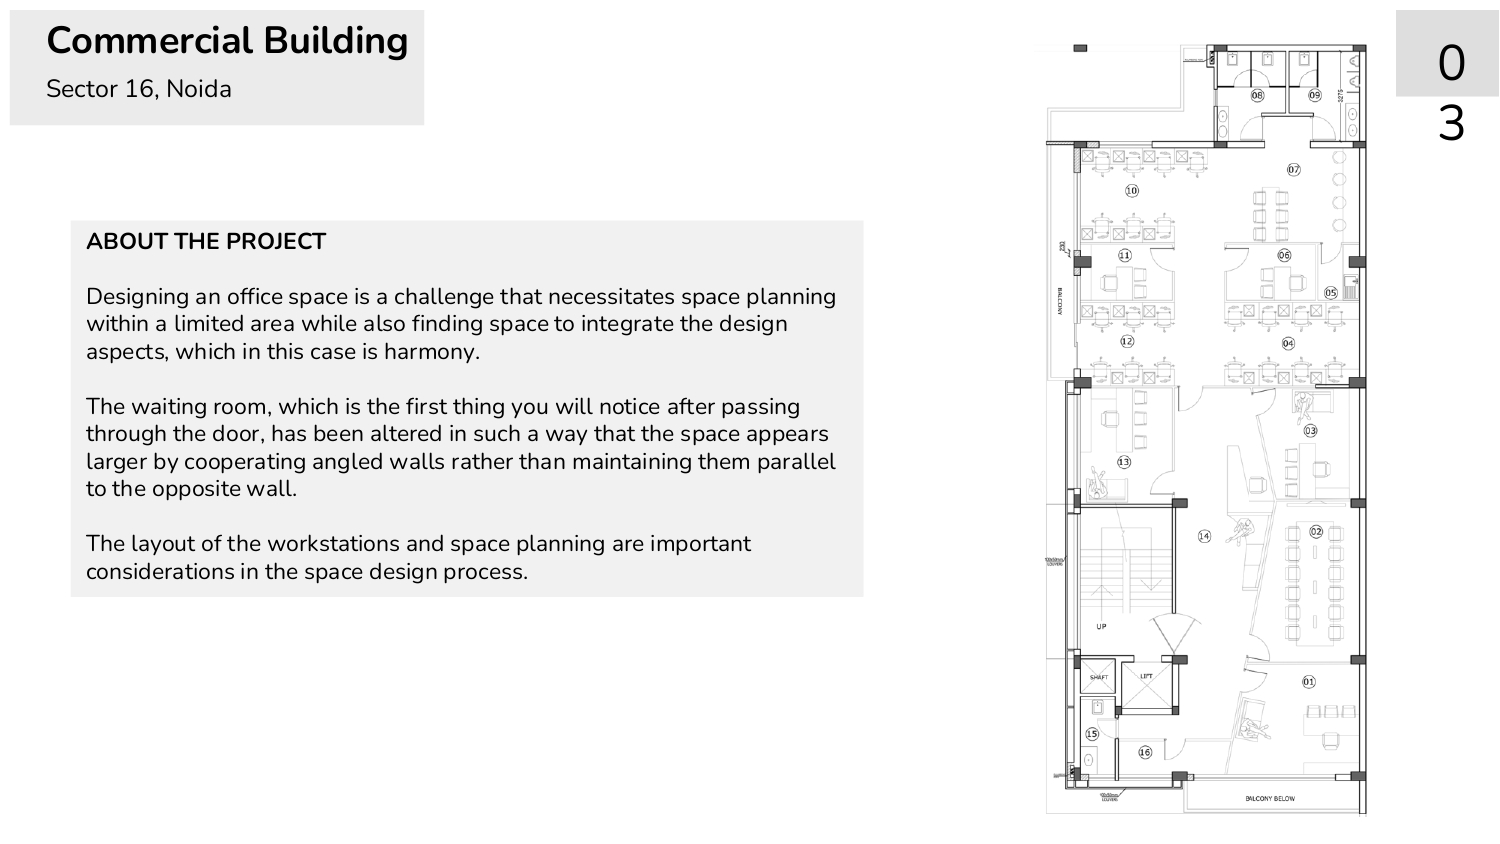 Commercial Building
Sector 16, Noida
0
3
ABOUT THE PROJECT
Designing an office space is a challenge that necessitates space planning
within a limited area while also finding space to integrate the design
aspects, which in this case is harmony.
The waiting room, which is the first thing you will notice after passing
through the door, has been altered in such a way that the space appears
larger by cooperating angled walls rather than maintaining them parallel
to the opposite wall.
The layout of the workstations and space planning are important
considerations in the space design process.
08
09
3275
07
10
230
11
06
BALCONY
05
12
04
03
13
14
02
UP
SHAFT
LIFT
01
15
16
BALCONY BELOW